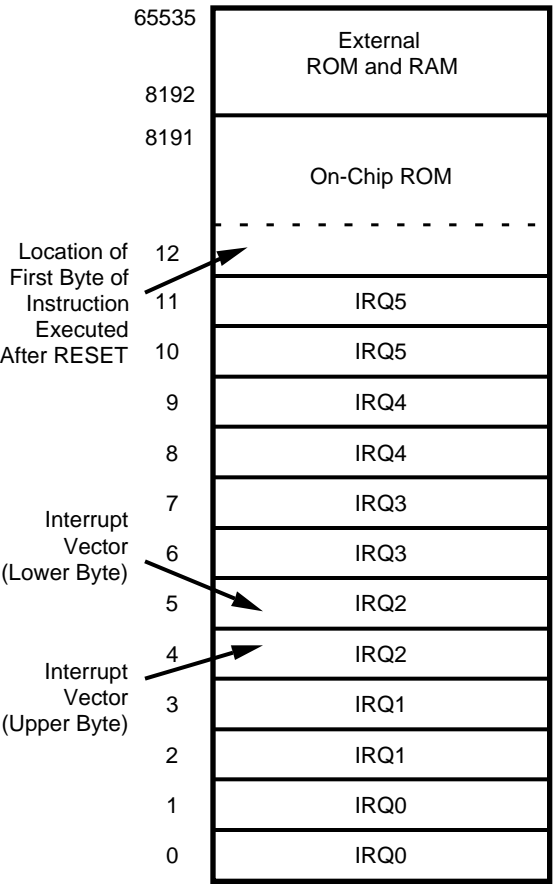 65535
External
ROM and RAM
8192
8191
On-Chip ROM
Location of
First Byte of
Instruction
Executed
After RESET
12
11 IRQ5
10 IRQ5
9 IRQ4
8 IRQ4
7 IRQ3
Interrupt
Vector
(Lower Byte)
6 IRQ3
5 IRQ2
4 IRQ2
Interrupt
Vector
(Upper Byte)
3 IRQ1
2 IRQ1
1 IRQ0
0 IRQ0